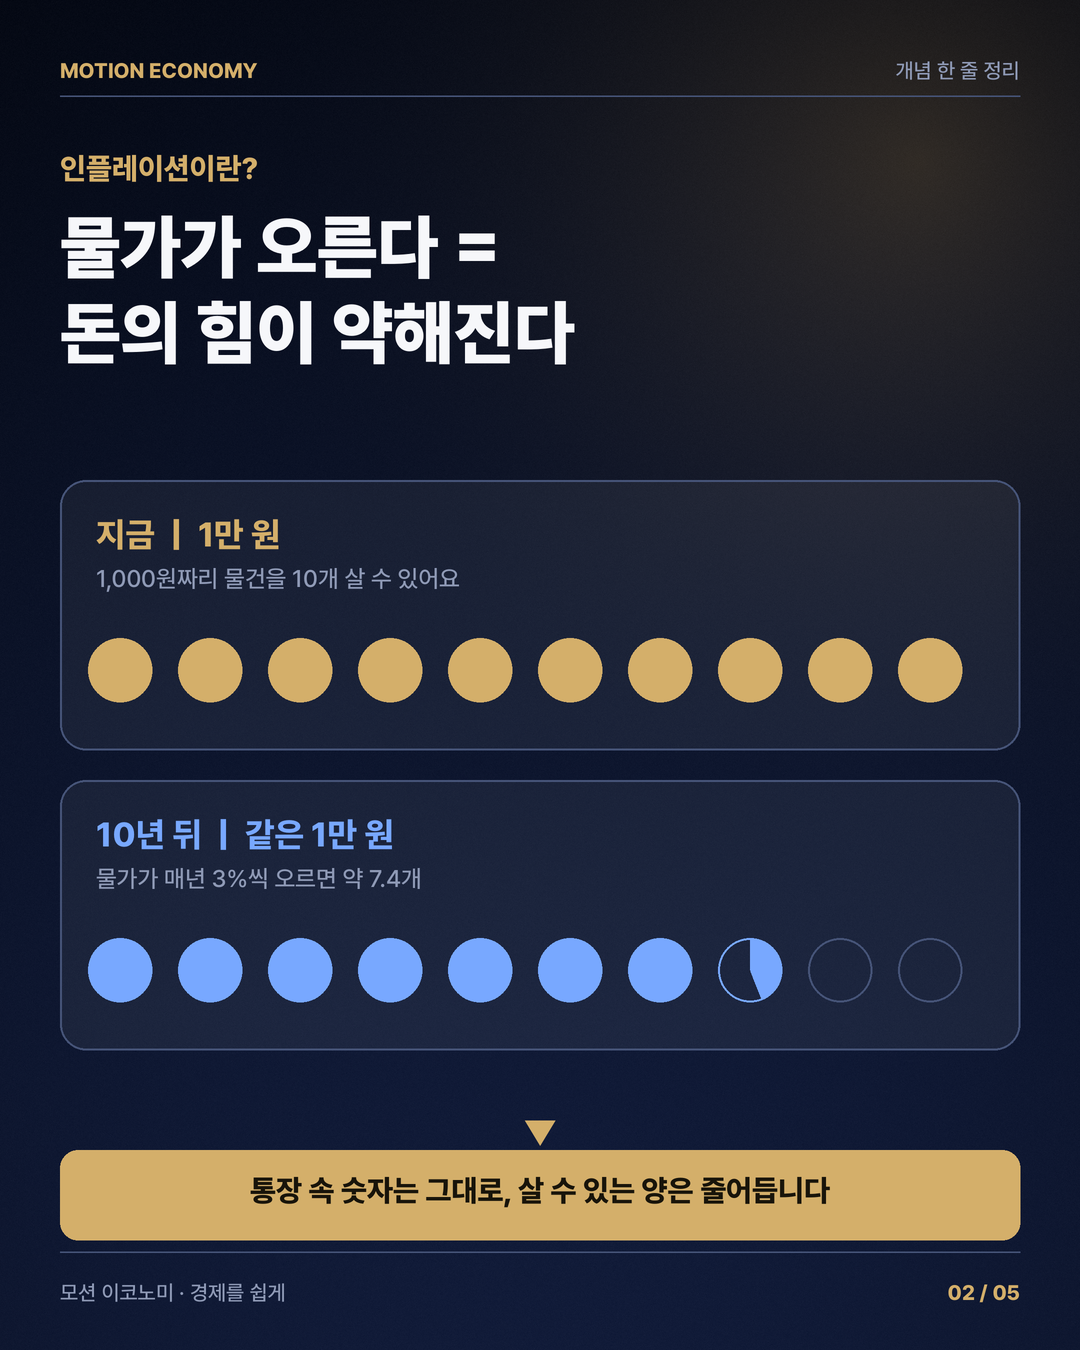 MOTION ECONOMY
개념 한 줄 정리
인플레이션이란?
물가가 오른다 =
돈의 힘이 약해진다
지금 | 1만 원
1,000원짜리 물건을 10개 살 수 있어요
10년 뒤 | 같은 1만 원
물가가 매년 3%씩 오르면 약 7.4개
통장 속 숫자는 그대로, 살 수 있는 양은 줄어듭니다
모션 이코노미 · 경제를 쉽게
02 / 05